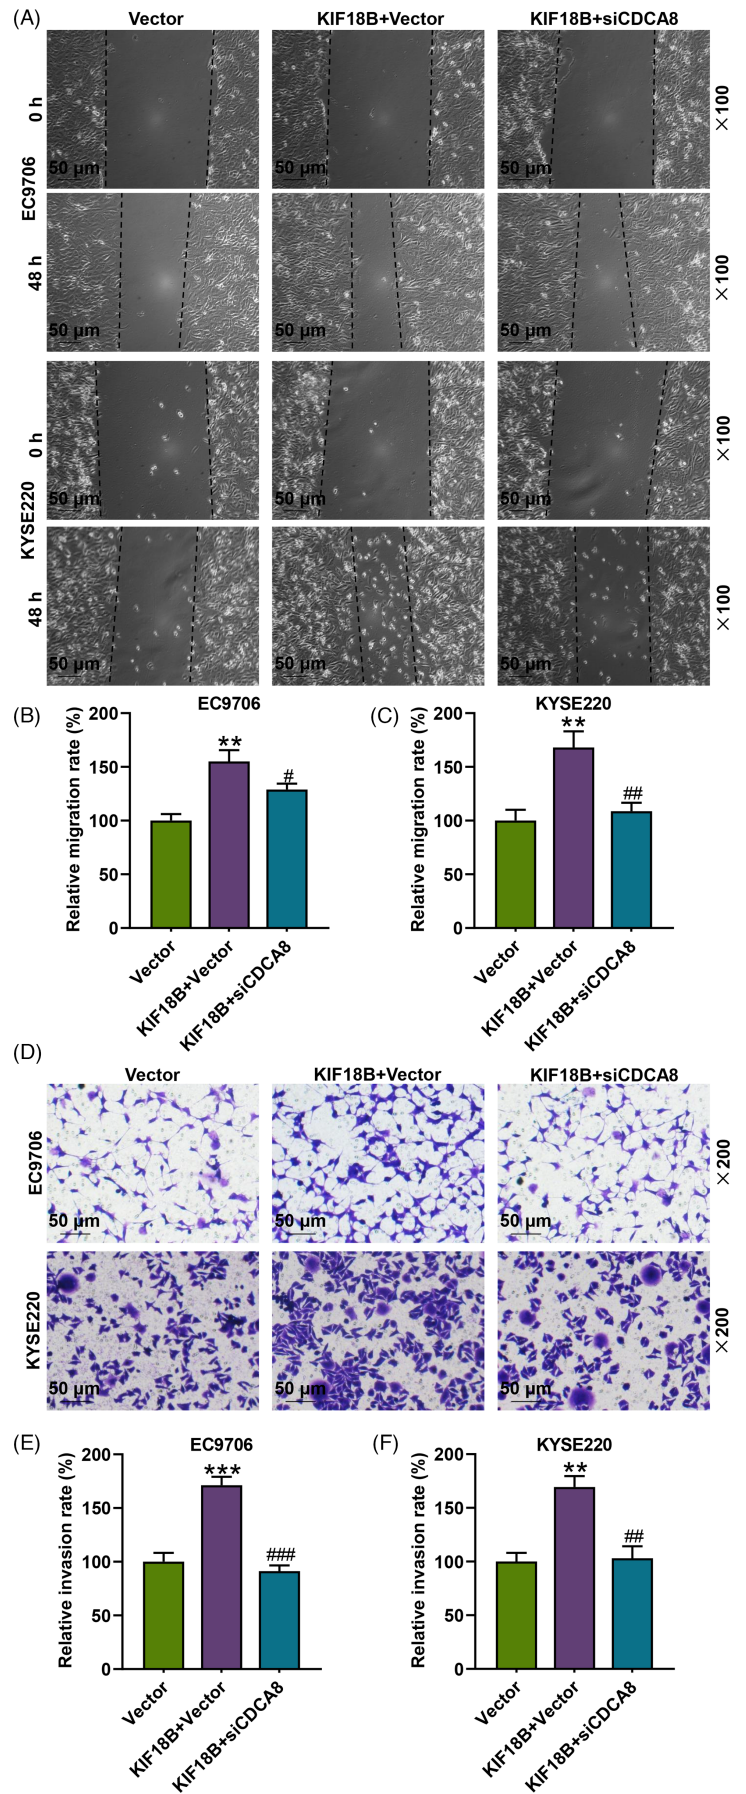 (A)
Vector KIF18B+Vector KIF18B+siCDCA8
EC9706
0 h
50 µm 50 µm 50 µm
×100
48 h
50 µm 50 µm 50 µm
×100
KYSE220
0 h
50 µm 50 µm 50 µm
×100
48 h
50 µm 50 µm 50 µm
×100
(B)
EC9706
Relative migration rate (%)
200
150
100
50
0
**
#
Vector
KIF18B+Vector
KIF18B+siCDCA8
(C)
KYSE220
Relative migration rate (%)
200
150
100
50
0
**
##
Vector
KIF18B+Vector
KIF18B+siCDCA8
(D)
Vector KIF18B+Vector KIF18B+siCDCA8
EC9706
50 µm 50 µm 50 µm
×200
KYSE220
50 µm 50 µm 50 µm
×200
(E)
EC9706
Relative invasion rate (%)
200
150
100
50
0
***
###
Vector
KIF18B+Vector
KIF18B+siCDCA8
(F)
KYSE220
Relative invasion rate (%)
200
150
100
50
0
**
##
Vector
KIF18B+Vector
KIF18B+siCDCA8